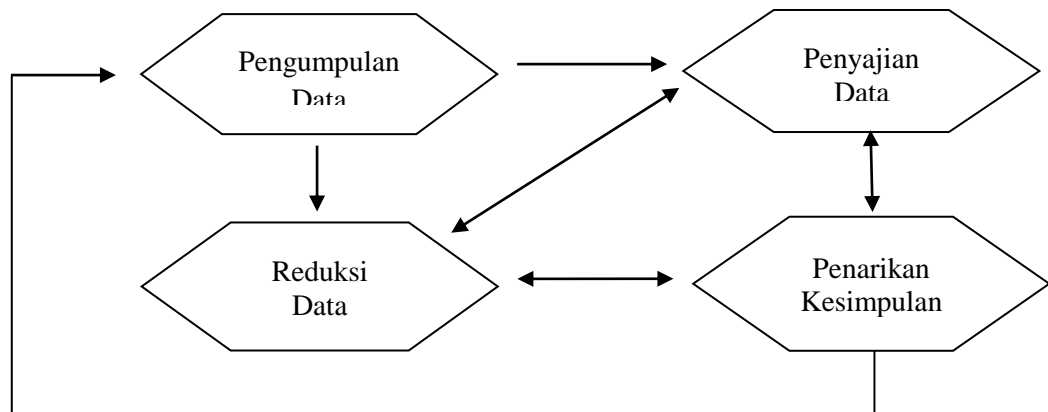 Pengumpulan
Data
Penyajian
Data
Reduksi
Data
Penarikan
Kesimpulan